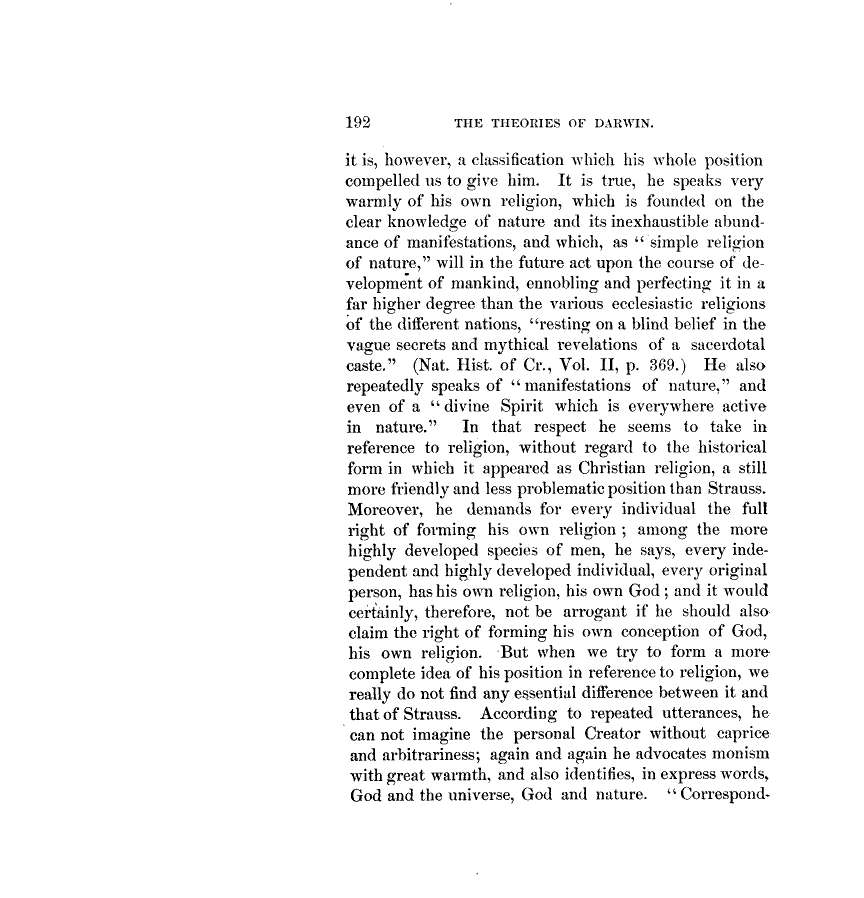 192 THE THEORIES OF DARWIN.
it is, however, a classification which his whole position
compelled us to give him. It is true, he speaks very
warmly of his own religion, which is founded on the
clear knowledge of nature and its inexhaustible abund-
ance of manifestations, and which, as “ simple religion
of nature,” will in the future act upon the course of de-
velopment of mankind, ennobling and perfecting it in a
far higher degree than the various ecclesiastic religions
of the different nations, “resting on a blind belief in the
vague secrets and mythical revelations of a sacerdotal
caste.” (Nat. Hist. of Cr., Vol. II, p. 369.) He also
repeatedly speaks of “ manifestations of nature,” and
even of a “ divine Spirit which is everywhere active
in nature.” In that respect he seems to take in
reference to religion, without regard to the historical
form in which it appeared as Christian religion, a still
more friendly and less problematic position than Strauss.
Moreover, he demands for every individual the full
right of forming his own religion ; among the more
highly developed species of men, he says, every inde-
pendent and highly developed individual, every original
person, has his own religion, his own God ; and it would
certainly, therefore, not be arrogant if he should also
claim the right of forming his own conception of God,
his own religion. But when we try to form a more
complete idea of his position in reference to religion, we
really do not find any essential difference between it and
that of Strauss. According to repeated utterances, he
can not imagine the personal Creator without caprice
and arbitrariness; again and again he advocates monism
with great warmth, and also identifies, in express words,
God and the universe, God and nature. “ Correspond-